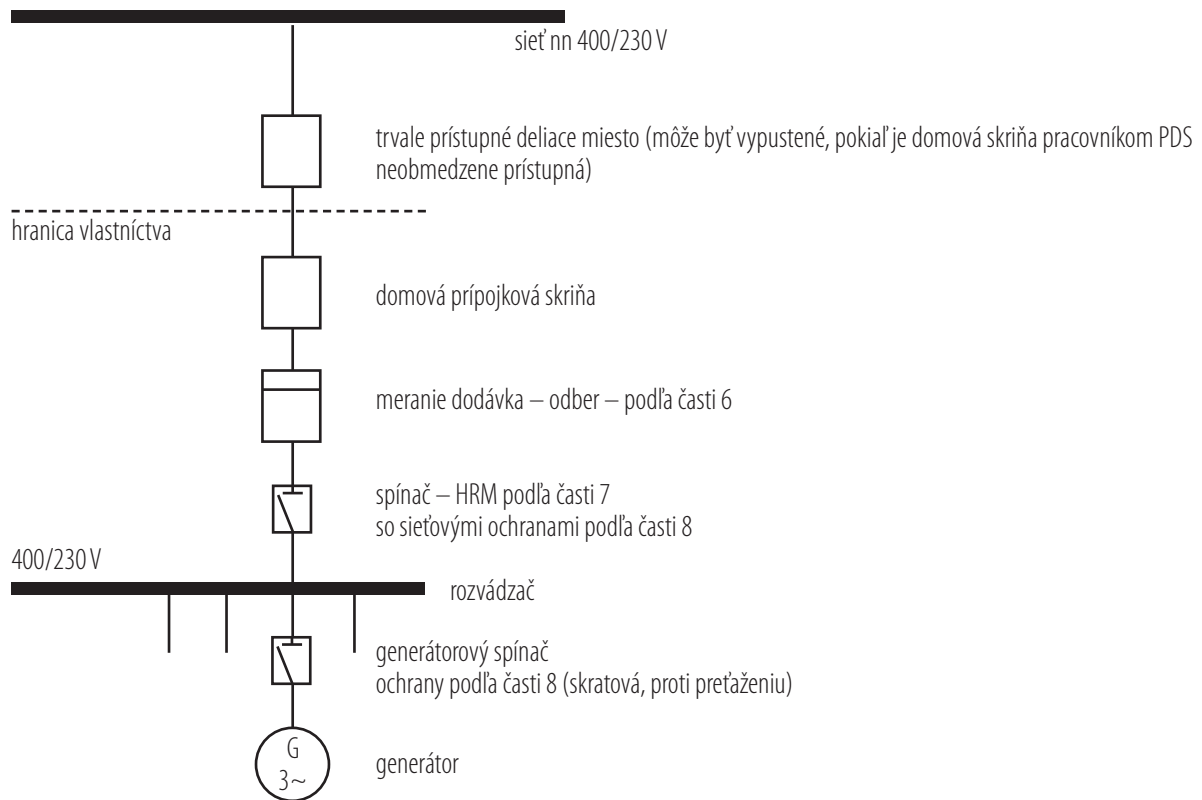 sieť nn 400/230 V
trvale prístupné deliace miesto (môže byť vypustené, pokiaľ je domová skriňa pracovníkom PDS
neobmedzene prístupná)
hranica vlastníctva
domová prípojková skriňa
meranie dodávka – odber – podľa časti 6
spínač – HRM podľa časti 7
so sieťovými ochranami podľa časti 8
400/230 V
rozvádzač
generátorový spínač
ochrany podľa časti 8 (skratová, proti preťaženiu)
G
3~
generátor